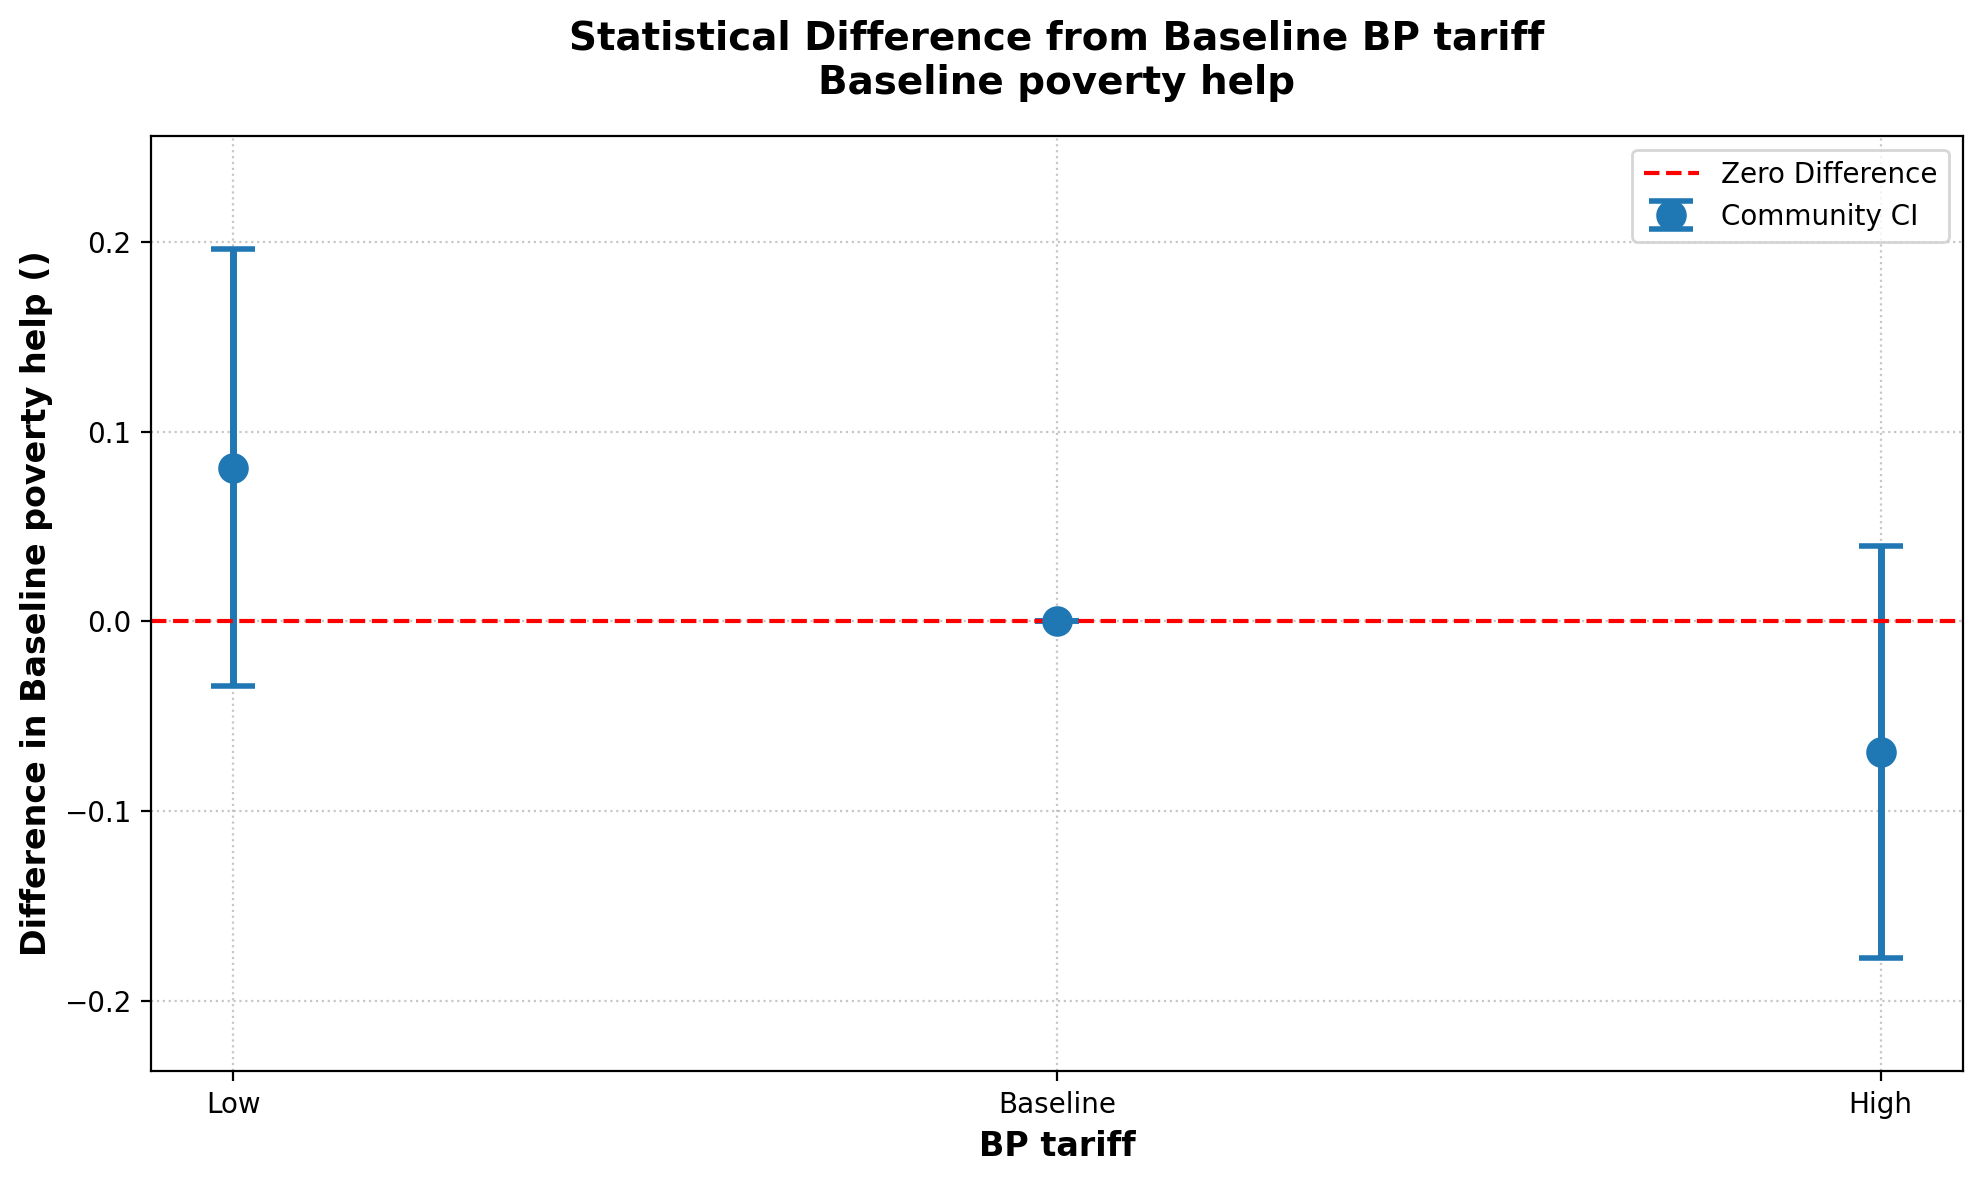 Statistical Difference from Baseline BP tariff
Baseline poverty help
Zero Difference
Community CI
Difference in Baseline poverty help ()
0.2
0.1
0.0
−0.1
−0.2
Low
Baseline
High
BP tariff